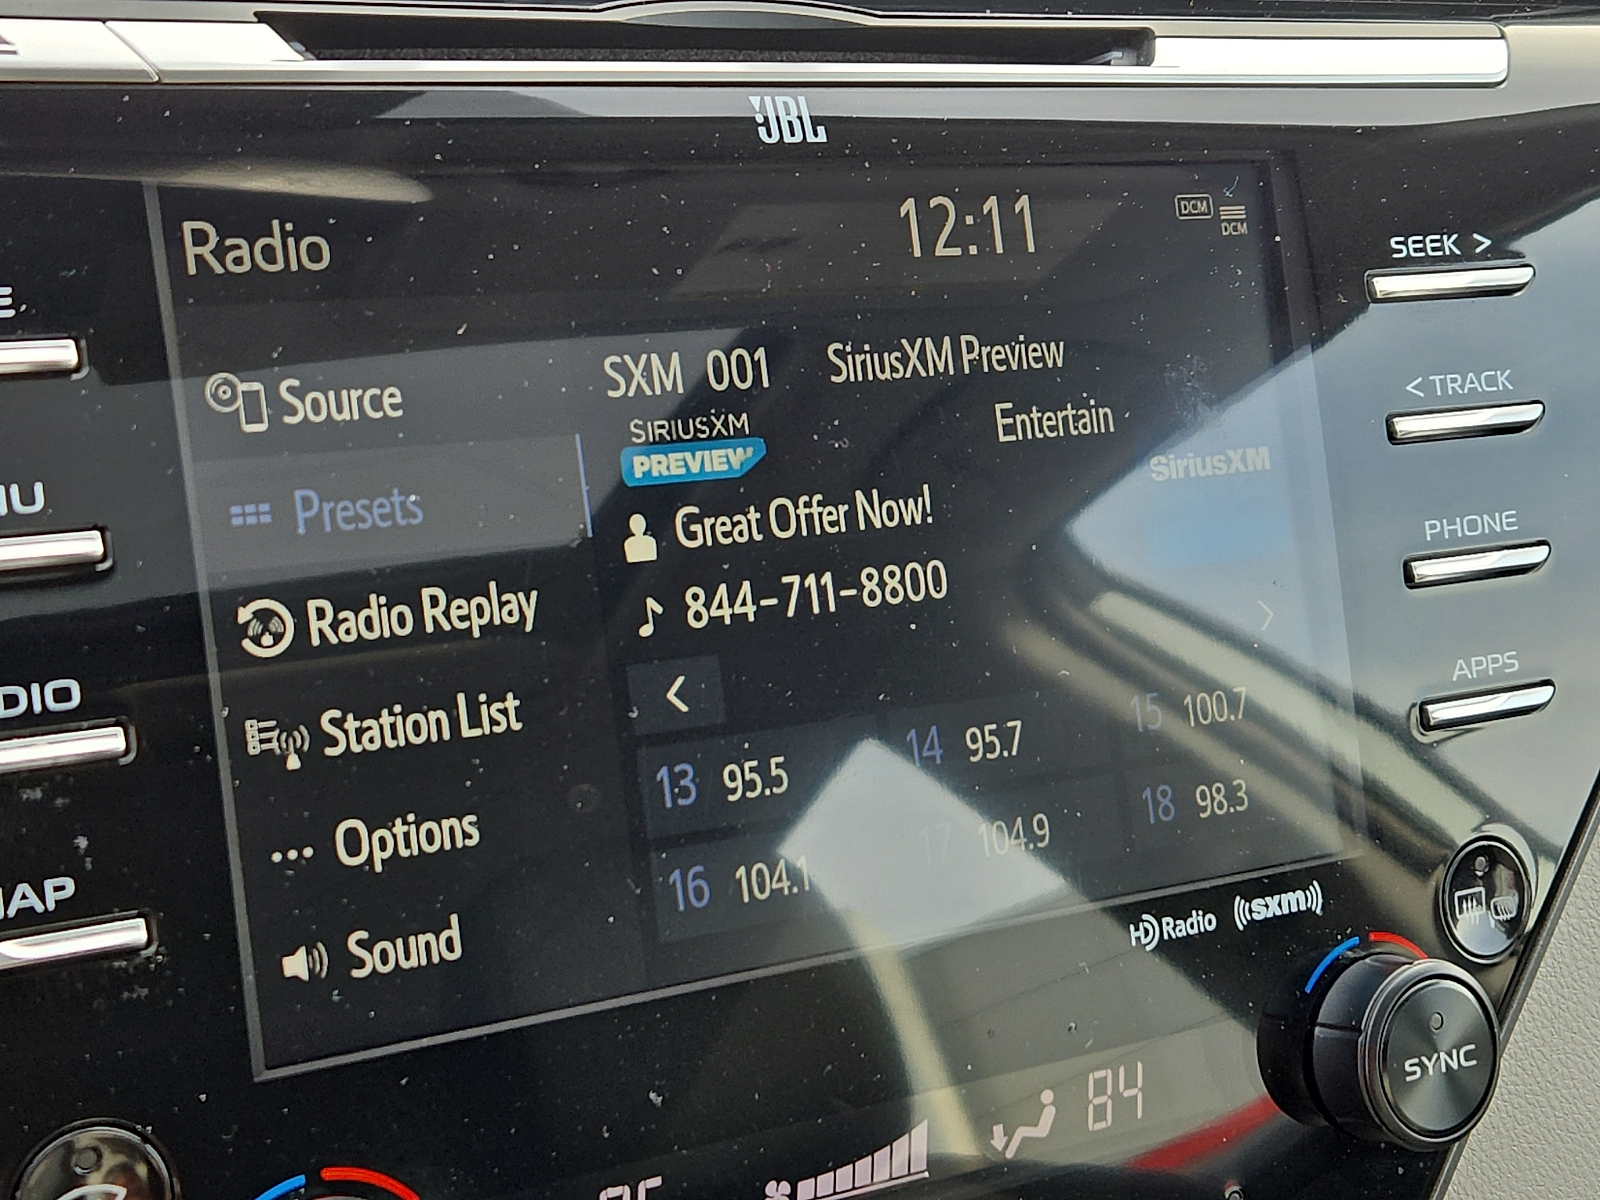 JBL
Radio
12:11
DCM
DCM
SEEK >
SXM 001 SiriusXM Preview
< TRACK
Source
SIRIUSXM
PREVIEW
Entertain
SiriusXM
Presets
Great Offer Now!
PHONE
844-711-8800
Radio Replay
<
>
APPS
Station List
13 95.5
14 95.7
15 100.7
Options
16 104.1
17 104.9
18 98.3
Sound
HD Radio
((sxm))
SYNC
84